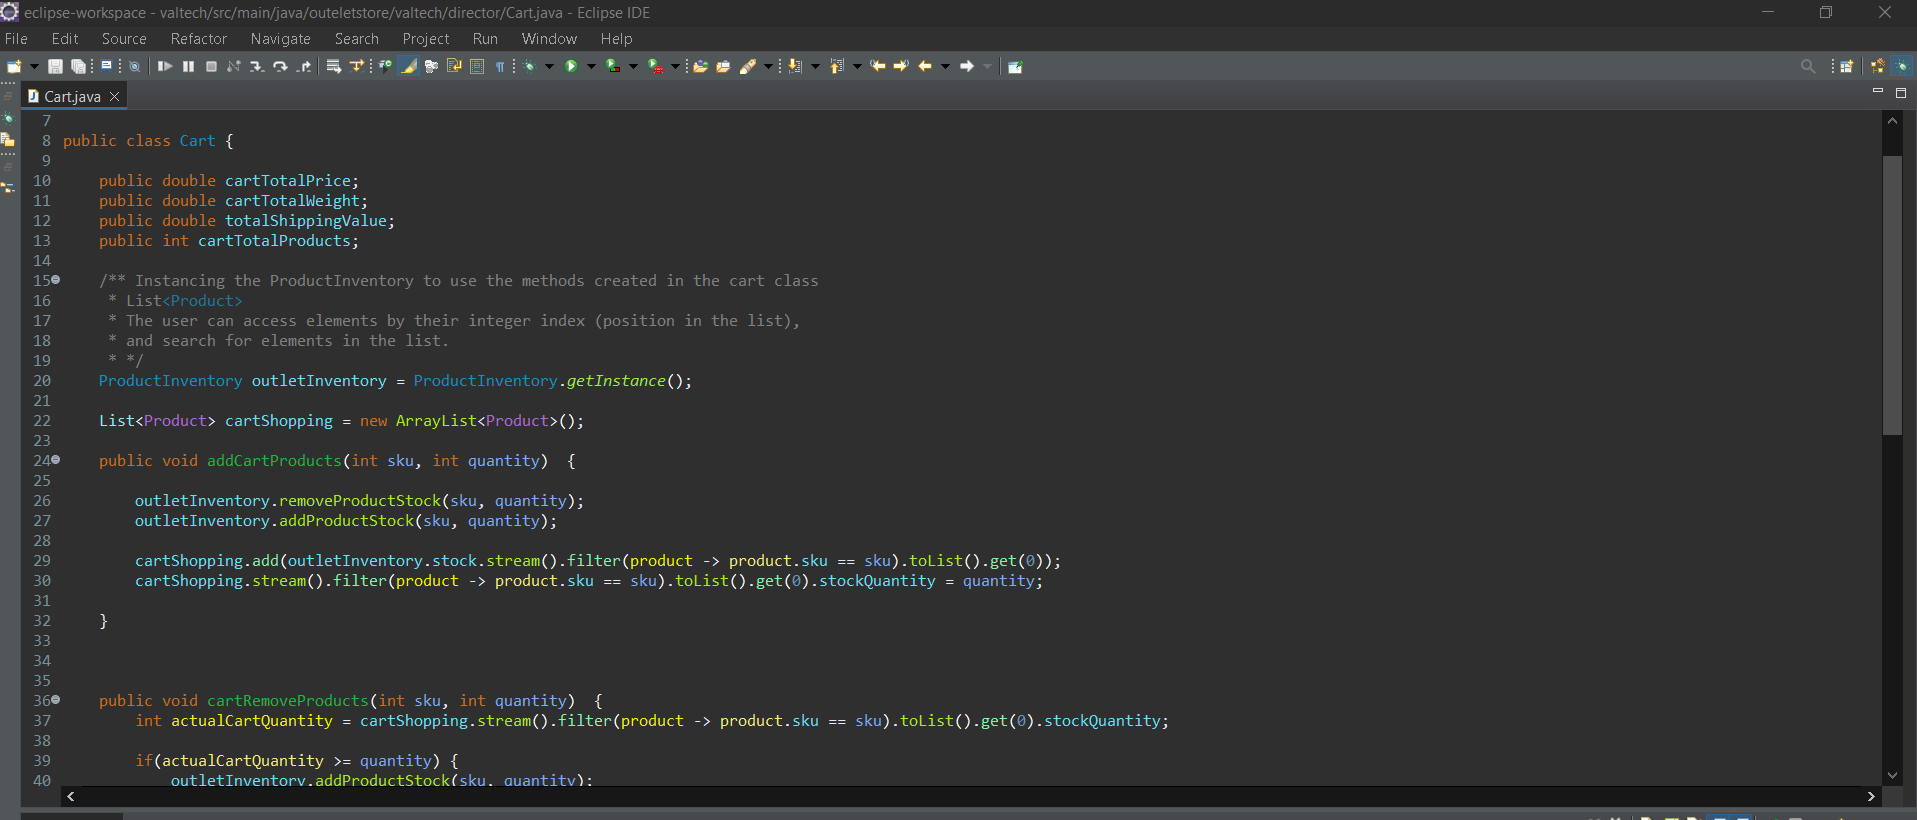 eclipse-workspace - valtech/src/main/java/outeletstore/valtech/director/Cart.java - Eclipse IDE
File Edit Source Refactor Navigate Search Project Run Window Help
Cart.java
7
8 public class Cart {
9
10 public double cartTotalPrice;
11 public double cartTotalWeight;
12 public double totalShippingValue;
13 public int cartTotalProducts;
14
15 /** Instancing the ProductInventory to use the methods created in the cart class
16 * List<Product>
17 * The user can access elements by their integer index (position in the list),
18 * and search for elements in the list.
19 * */
20 ProductInventory outletInventory = ProductInventory.getInstance();
21
22 List<Product> cartShopping = new ArrayList<Product>();
23
24 public void addCartProducts(int sku, int quantity) {
25
26 outletInventory.removeProductStock(sku, quantity);
27 outletInventory.addProductStock(sku, quantity);
28
29 cartShopping.add(outletInventory.stock.stream().filter(product -> product.sku == sku).toList().get(0));
30 cartShopping.stream().filter(product -> product.sku == sku).toList().get(0).stockQuantity = quantity;
31
32 }
33
34
35
36 public void cartRemoveProducts(int sku, int quantity) {
37 int actualCartQuantity = cartShopping.stream().filter(product -> product.sku == sku).toList().get(0).stockQuantity;
38
39 if(actualCartQuantity >= quantity) {
40 outletInventory.addProductStock(sku, quantity);